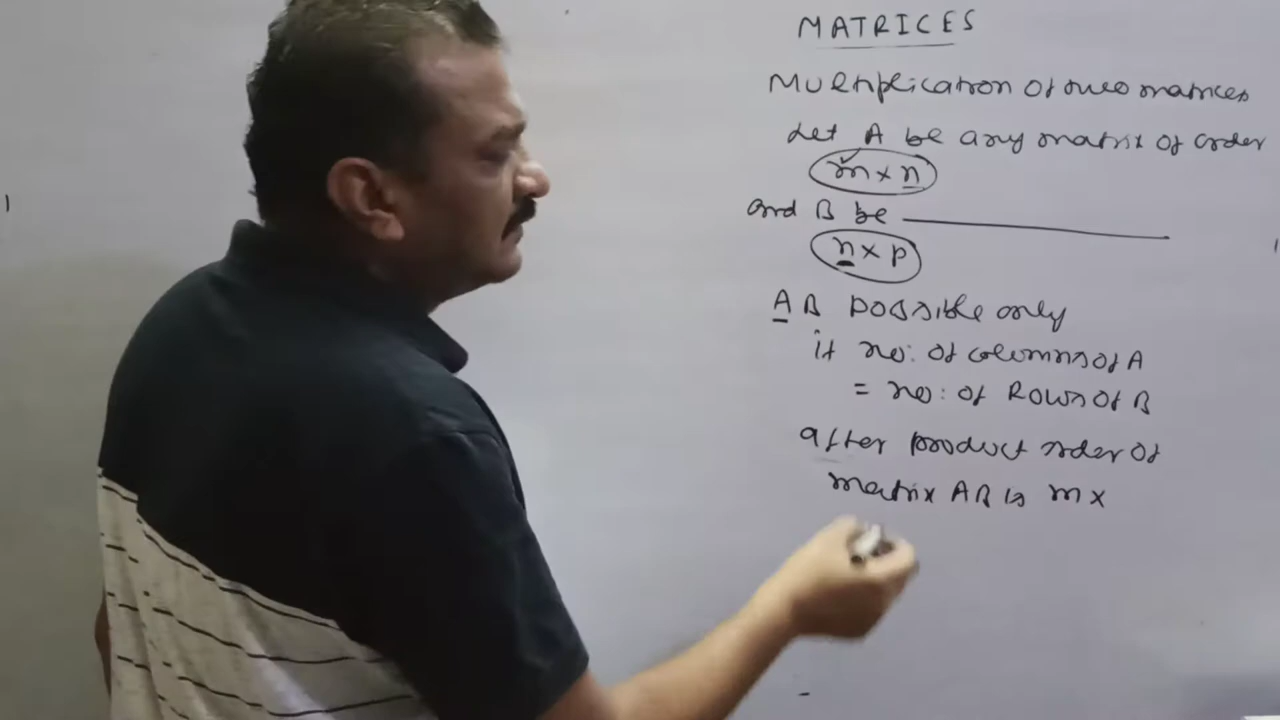 MATRICES
Multiplication of two matrices
Let A be any matrix of order
m × n
and B be
n × p
AB possible only
if no: of columns of A
= no: of Rows of B
after product order of
matrix AB is m ×